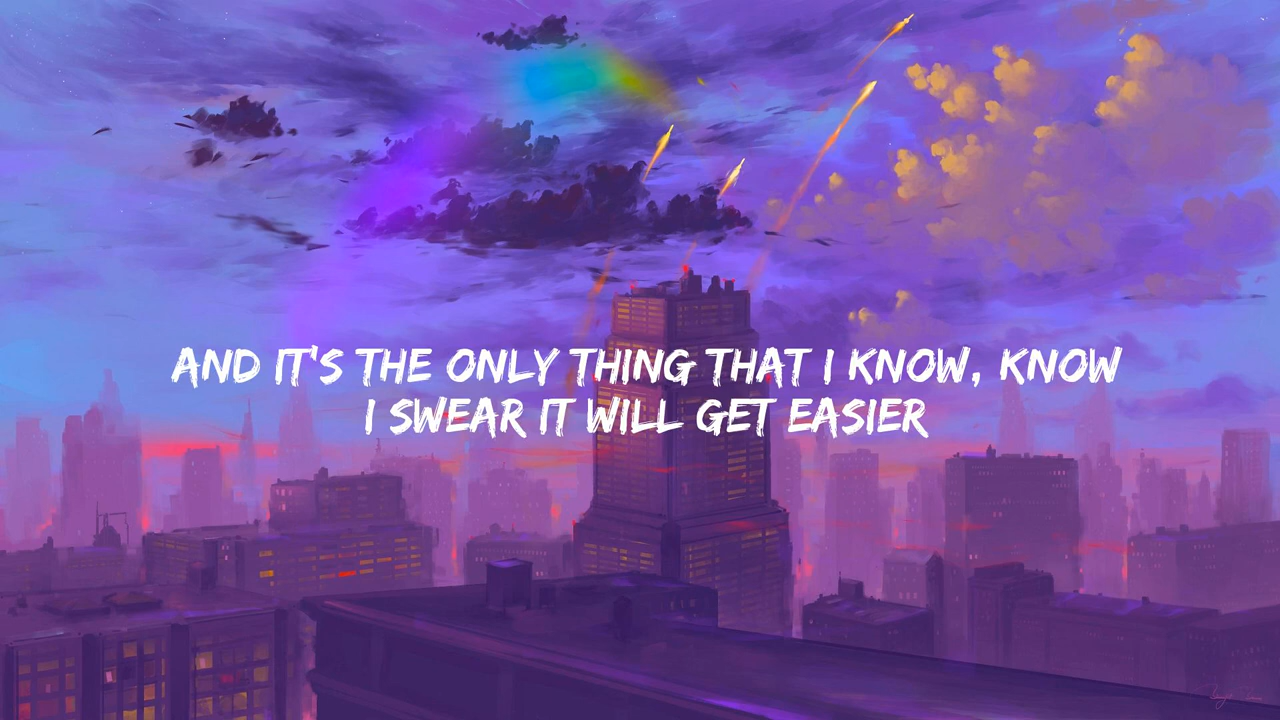 AND IT'S THE ONLY THING THAT I KNOW, KNOW
I SWEAR IT WILL GET EASIER